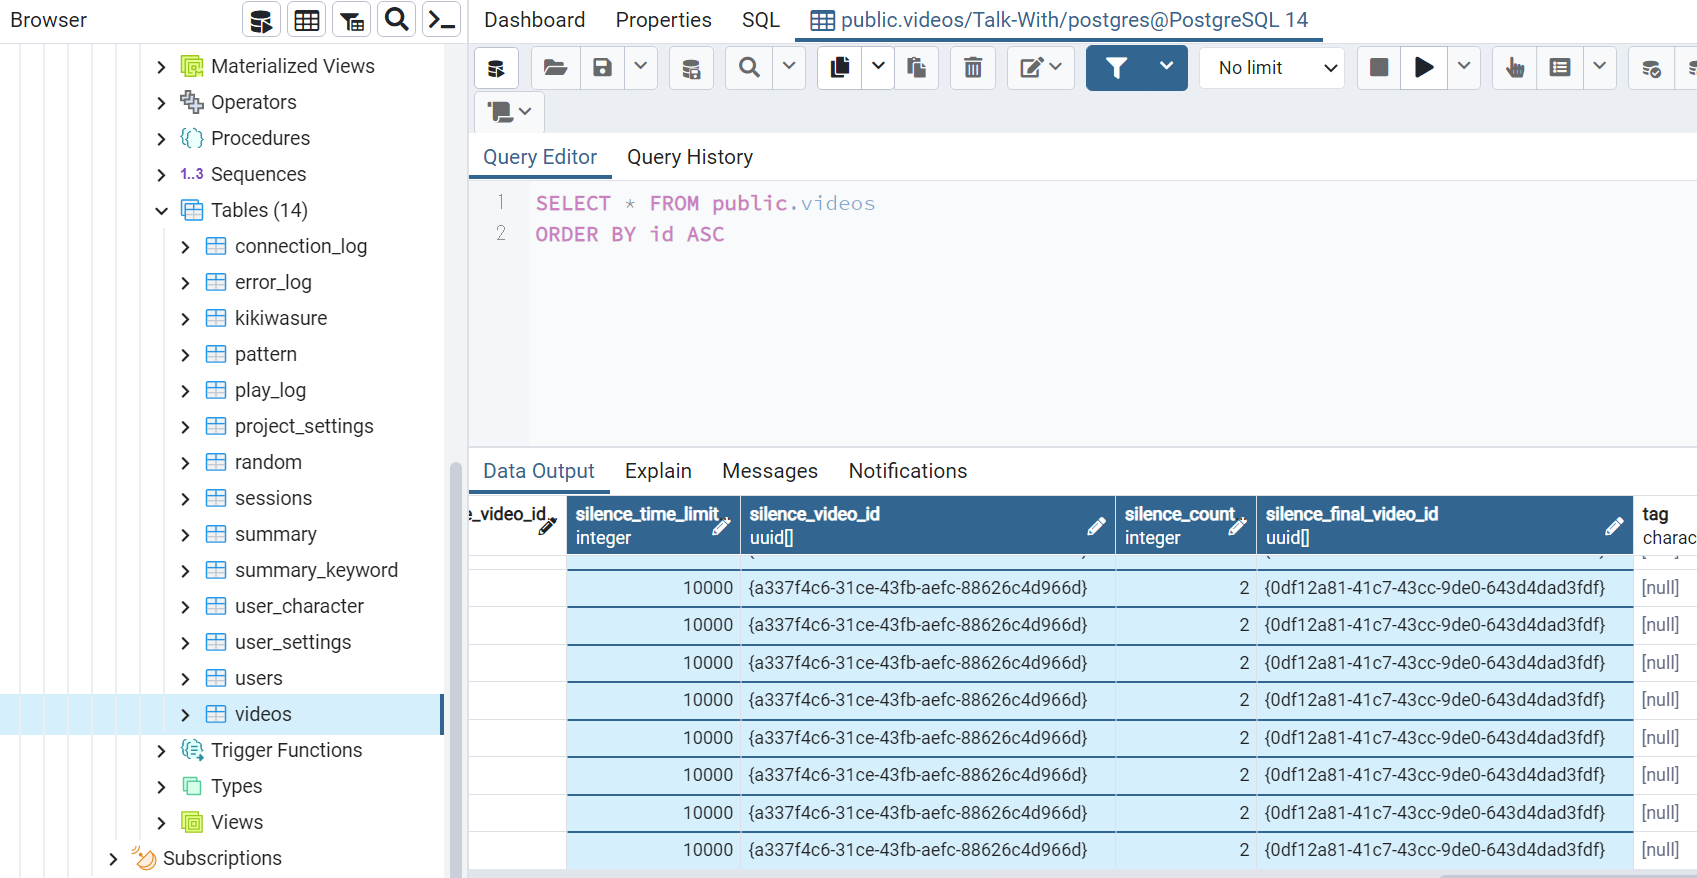 Browser
Materialized Views
Operators
Procedures
1..3 Sequences
Tables (14)
connection_log
error_log
kikiwasure
pattern
play_log
project_settings
random
sessions
summary
summary_keyword
user_character
user_settings
users
videos
Trigger Functions
Types
Views
Subscriptions
Dashboard Properties SQL public.videos/Talk-With/postgres@PostgreSQL 14
No limit
Query Editor Query History
1 SELECT * FROM public.videos
2 ORDER BY id ASC
Data Output Explain Messages Notifications
e_video_id silence_time_limit silence_video_id silence_count silence_final_video_id tag
integer uuid[] integer uuid[] charac
10000 {a337f4c6-31ce-43fb-aefc-88626c4d966d} 2 {0df12a81-41c7-43cc-9de0-643d4dad3fdf} [null]
10000 {a337f4c6-31ce-43fb-aefc-88626c4d966d} 2 {0df12a81-41c7-43cc-9de0-643d4dad3fdf} [null]
10000 {a337f4c6-31ce-43fb-aefc-88626c4d966d} 2 {0df12a81-41c7-43cc-9de0-643d4dad3fdf} [null]
10000 {a337f4c6-31ce-43fb-aefc-88626c4d966d} 2 {0df12a81-41c7-43cc-9de0-643d4dad3fdf} [null]
10000 {a337f4c6-31ce-43fb-aefc-88626c4d966d} 2 {0df12a81-41c7-43cc-9de0-643d4dad3fdf} [null]
10000 {a337f4c6-31ce-43fb-aefc-88626c4d966d} 2 {0df12a81-41c7-43cc-9de0-643d4dad3fdf} [null]
10000 {a337f4c6-31ce-43fb-aefc-88626c4d966d} 2 {0df12a81-41c7-43cc-9de0-643d4dad3fdf} [null]
10000 {a337f4c6-31ce-43fb-aefc-88626c4d966d} 2 {0df12a81-41c7-43cc-9de0-643d4dad3fdf} [null]